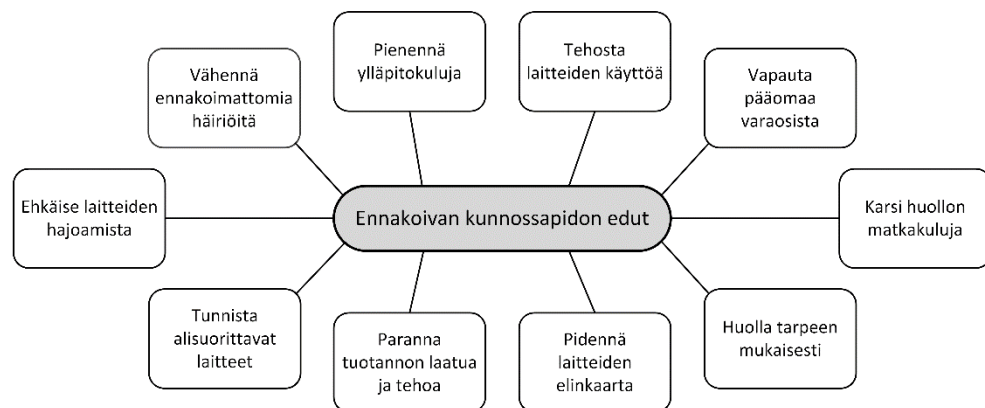 Pienennä
ylläpitokuluja
Tehosta
laitteiden käyttöä
Vähennä
ennakoimattomia
häiriöitä
Vapauta
pääomaa
varaosista
Ehkäise laitteiden
hajoamista
Ennakoivan kunnossapidon edut
Karsi huollon
matkakuluja
Tunnista
alisuorittavat
laitteet
Paranna
tuotannon laatua
ja tehoa
Pidennä
laitteiden
elinkaarta
Huolla tarpeen
mukaisesti